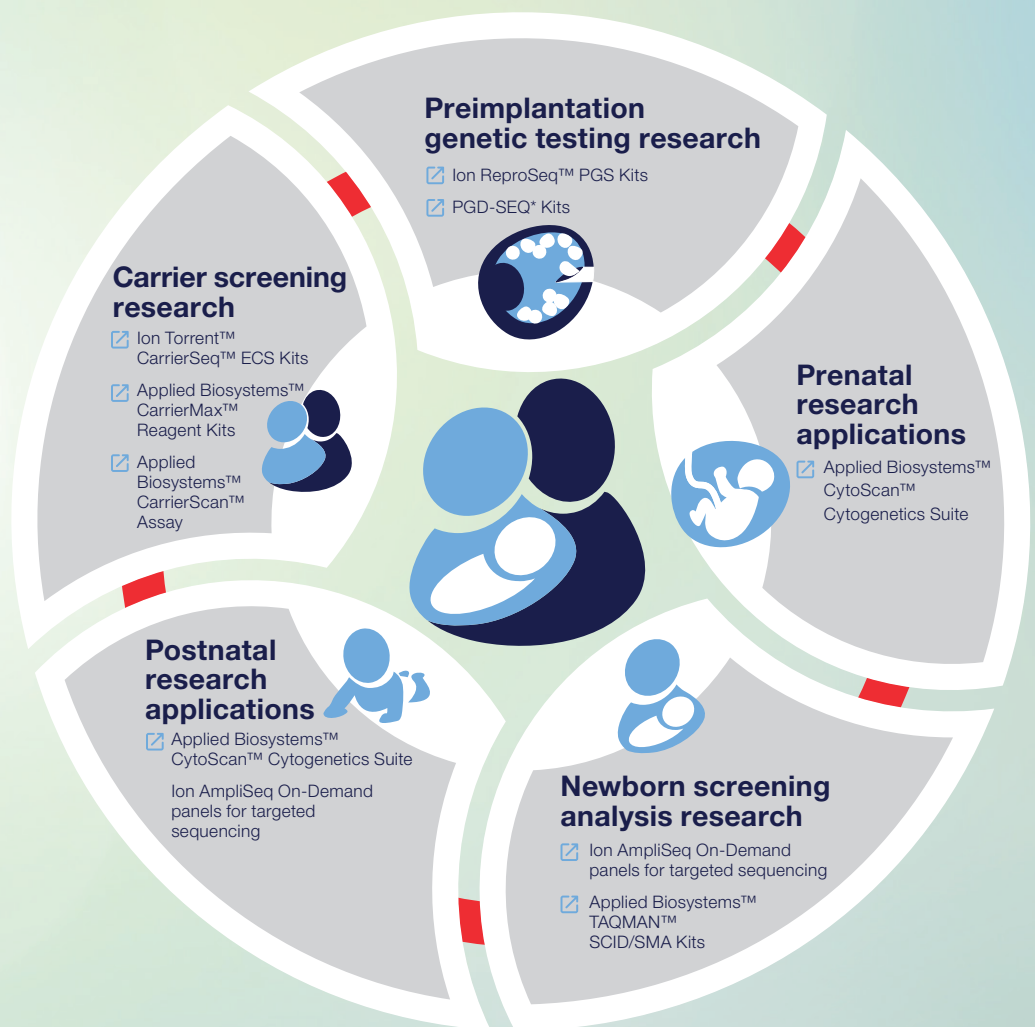 Preimplantation
genetic testing research
Ion ReproSeq™ PGS Kits
PGD-SEQ* Kits
Carrier screening
research
Ion Torrent™
CarrierSeq™ ECS Kits
Applied Biosystems™
CarrierMax™
Reagent Kits
Applied
Biosystems™
CarrierScan™
Assay
Prenatal
research
applications
Applied Biosystems™
CytoScan™
Cytogenetics Suite
Postnatal
research
applications
Applied Biosystems™
CytoScan™ Cytogenetics Suite
Ion AmpliSeq On-Demand
panels for targeted
sequencing
Newborn screening
analysis research
Ion AmpliSeq On-Demand
panels for targeted sequencing
Applied Biosystems™
TAQMAN™
SCID/SMA Kits